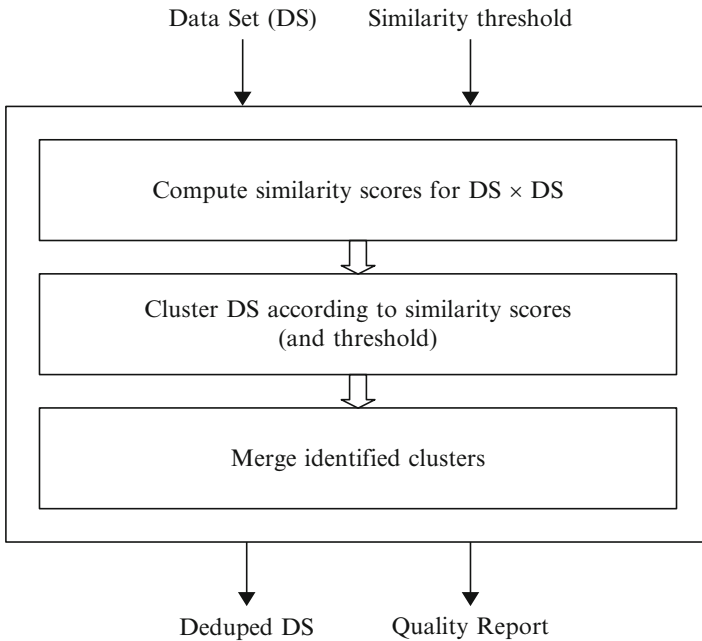 Data Set (DS) Similarity threshold
Compute similarity scores for DS × DS
Cluster DS according to similarity scores
(and threshold)
Merge identified clusters
Deduped DS Quality Report